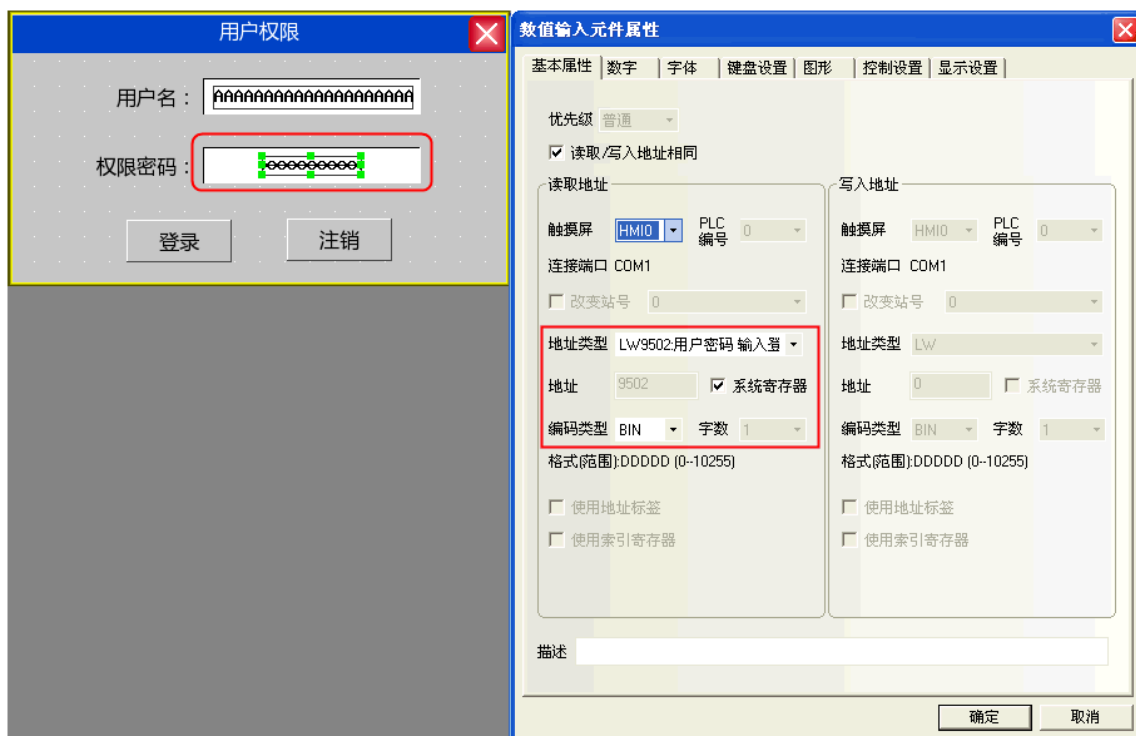 用户权限
用户名：
AAAAAAAAAAAAAAAAAAAA
权限密码：
登录
注销
数值输入元件属性
基本属性 数字 字体 键盘设置 图形 控制设置 显示设置
优先级 普通
读取/写入地址相同
读取地址
触摸屏 HMI0 PLC编号 0
连接端口 COM1
改变站号 0
地址类型 LW9502:用户密码 输入登
地址 9502 系统寄存器
编码类型 BIN 字数 1
格式(范围):DDDDD (0--10255)
使用地址标签
使用索引寄存器
写入地址
触摸屏 HMI0 PLC编号 0
连接端口 COM1
改变站号 0
地址类型 LW
地址 0 系统寄存器
编码类型 BIN 字数 1
格式(范围):DDDDD (0--10255)
使用地址标签
使用索引寄存器
描述
确定
取消